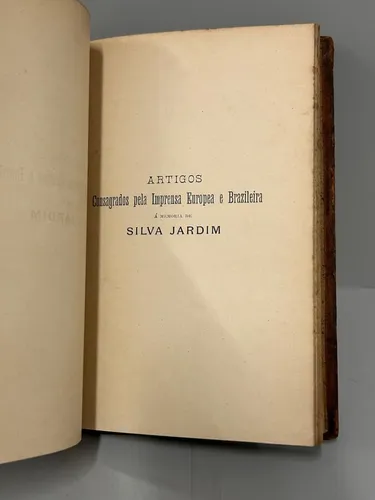 ARTIGOS
Consagrados pela Imprensa Europea e Brazileira
Á MEMORIA DE
SILVA JARDIM